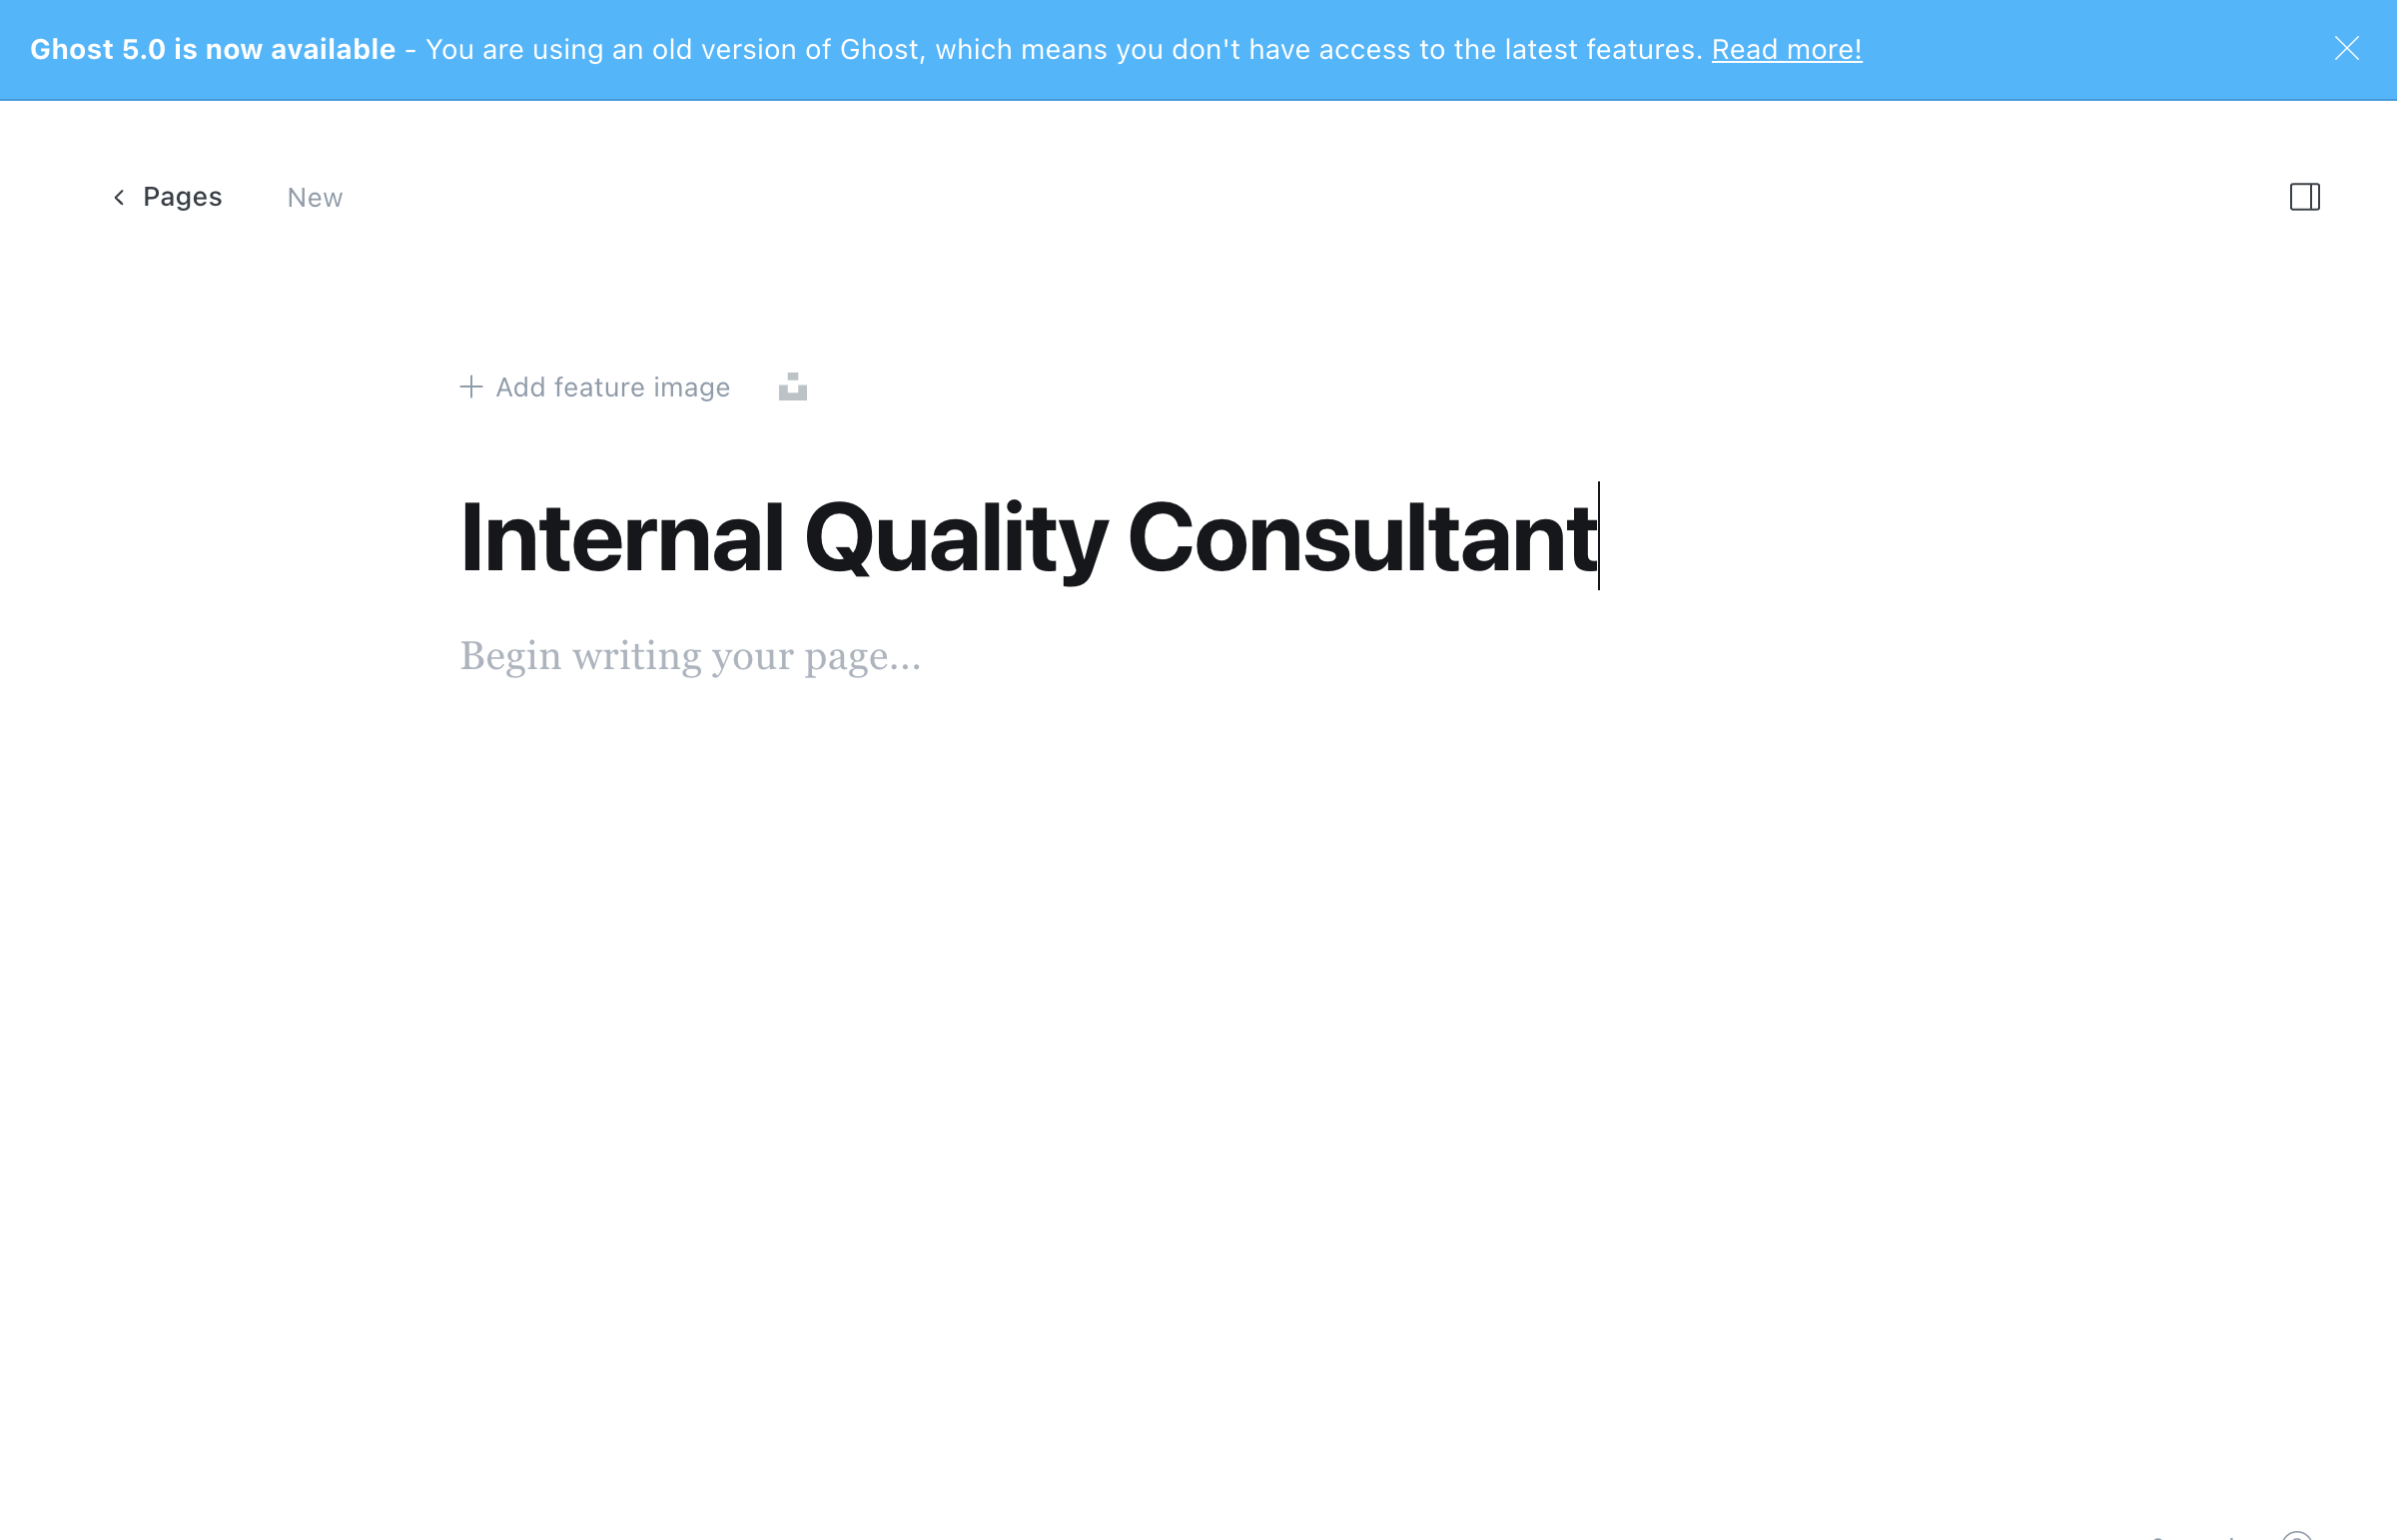 Ghost 5.0 is now available - You are using an old version of Ghost, which means you don't have access to the latest features. Read more!
Pages New
Add feature image
Internal Quality Consultant
Begin writing your page...